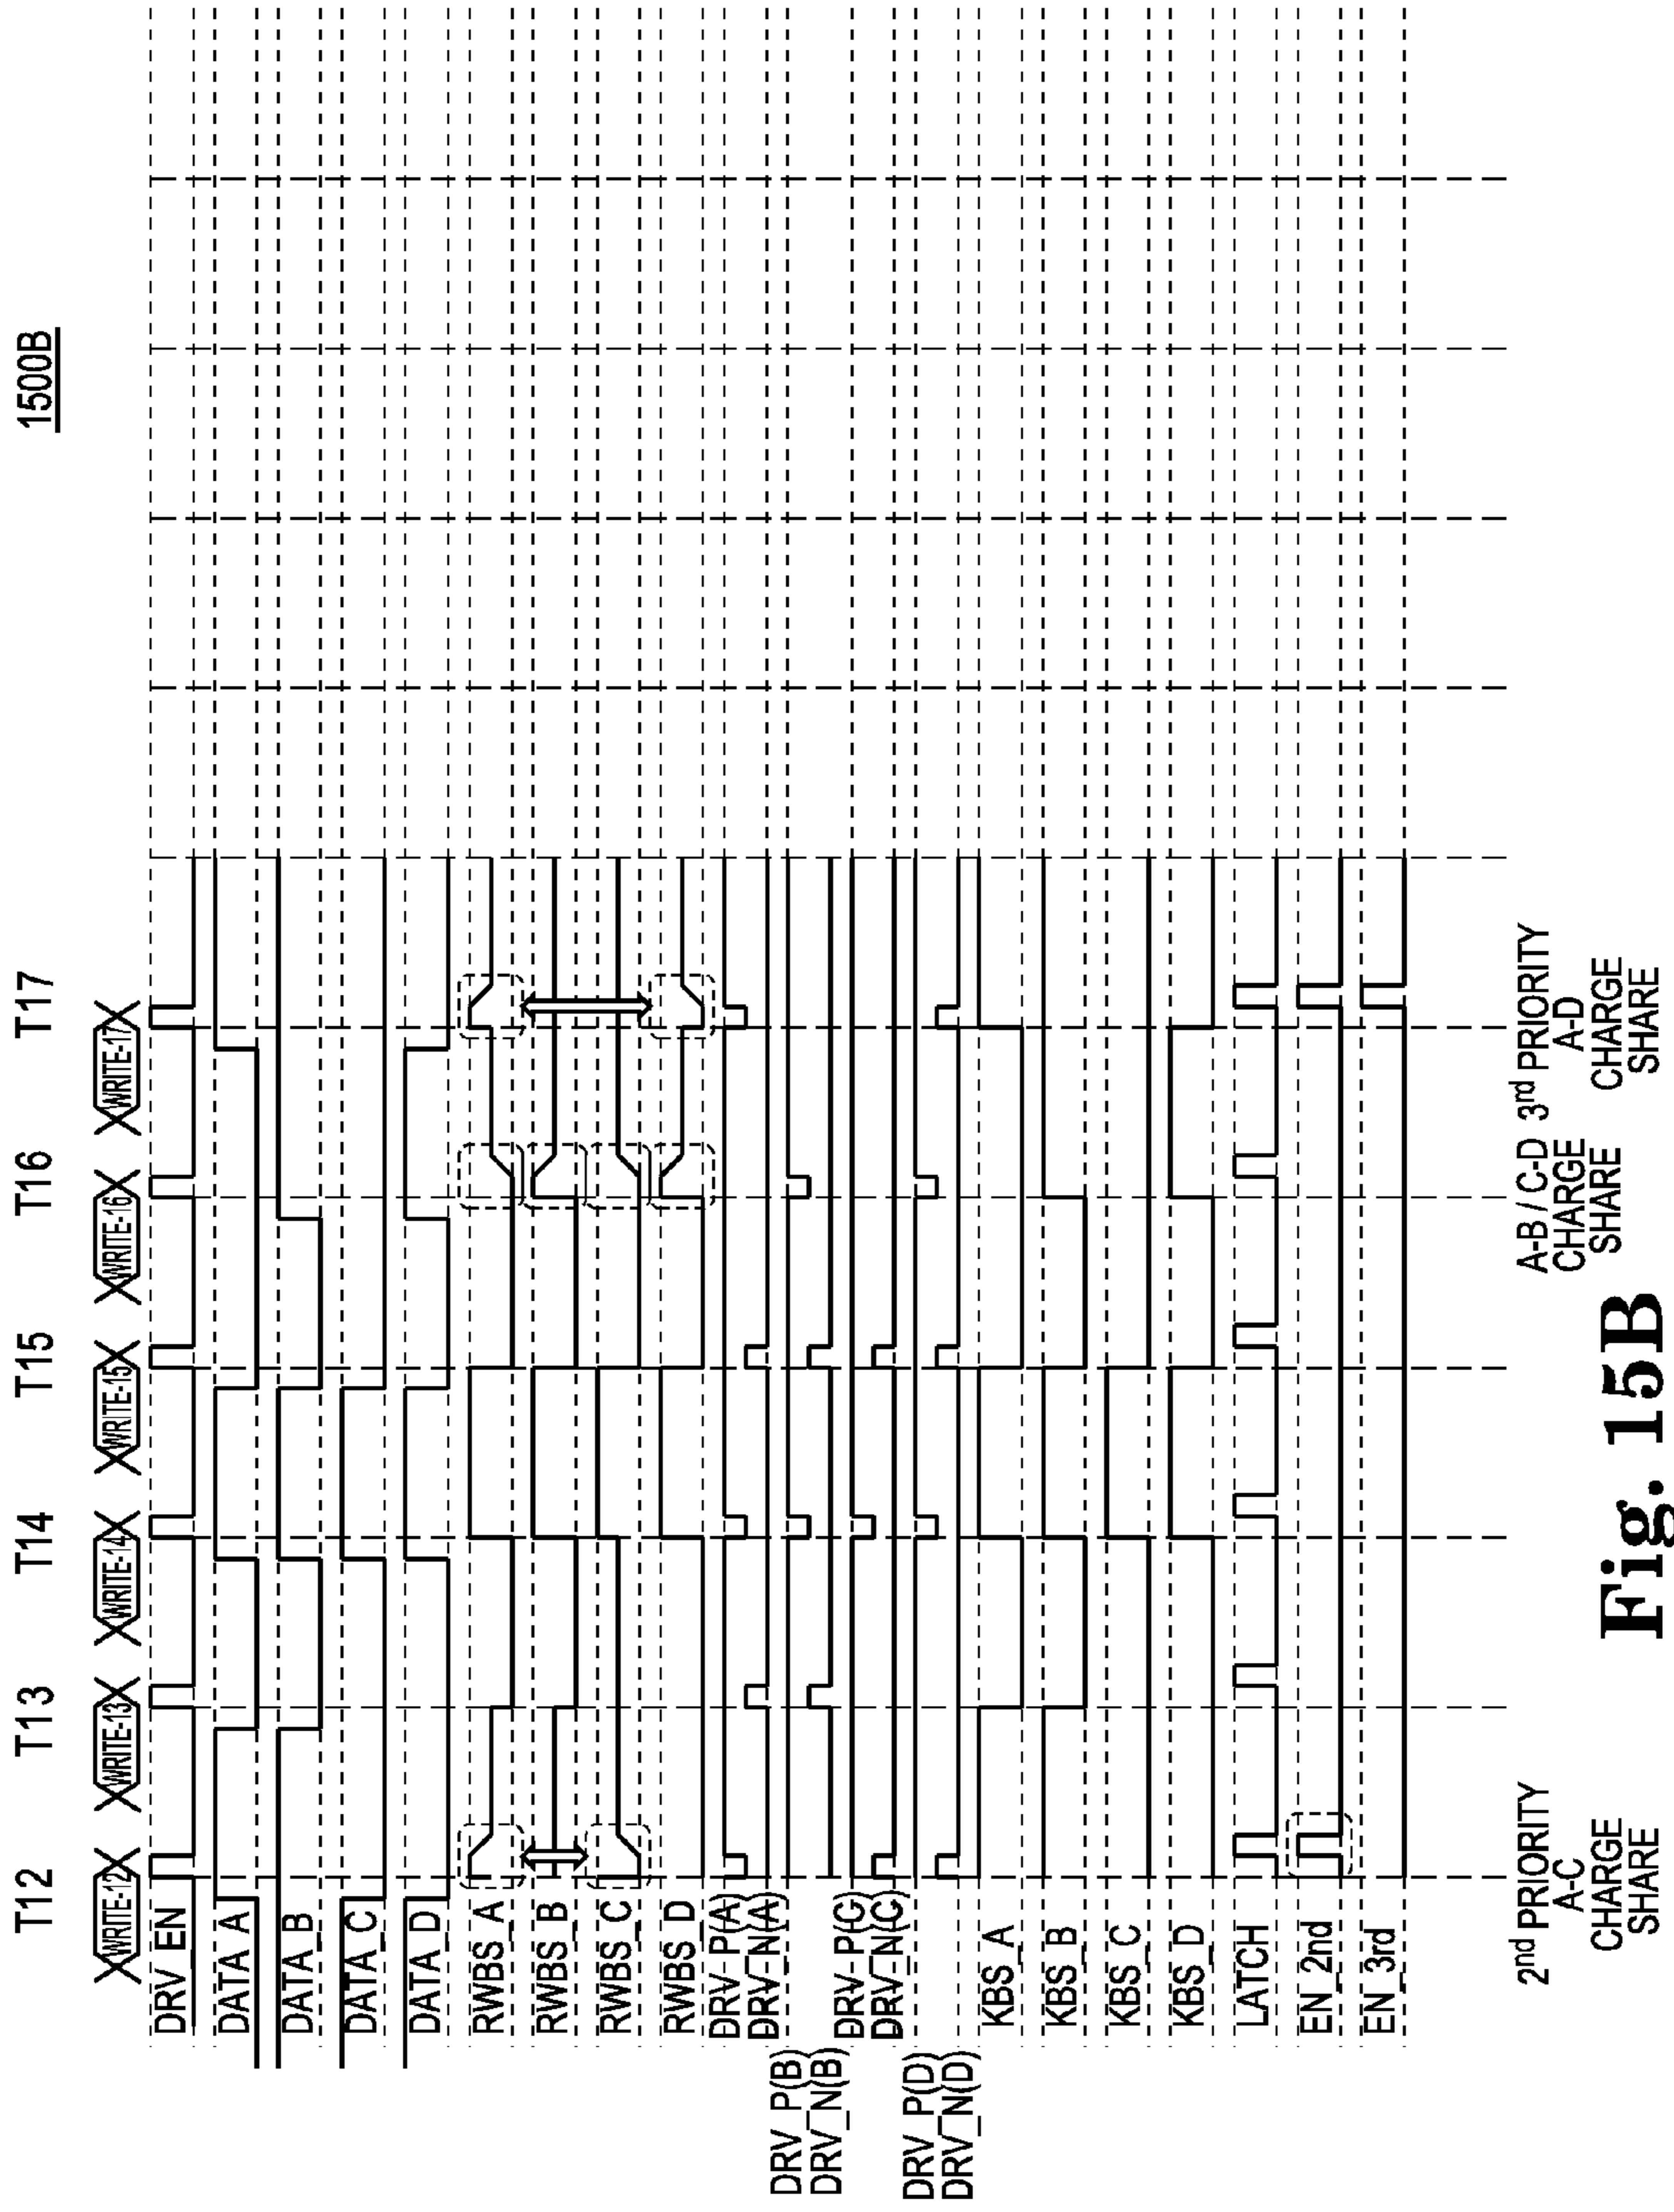 1500B
T12 T13 T14 T15 T16 T17
WRITE-12 WRITE-13 WRITE-14 WRITE-15 WRITE-16 WRITE-17
DRV_EN
DATA_A
DATA_B
DATA_C
DATA_D
RWBS_A
RWBS_B
RWBS_C
RWBS_D
DRV_P(A)
DRV_N(A)
DRV_P(B)
DRV_N(B)
DRV_P(C)
DRV_N(C)
DRV_P(D)
DRV_N(D)
KBS_A
KBS_B
KBS_C
KBS_D
LATCH
EN_2nd
EN_3rd
2nd PRIORITY
A-C
CHARGE
SHARE
A-B / C-D
CHARGE
SHARE
3rd PRIORITY
A-D
CHARGE
SHARE
Fig. 15B